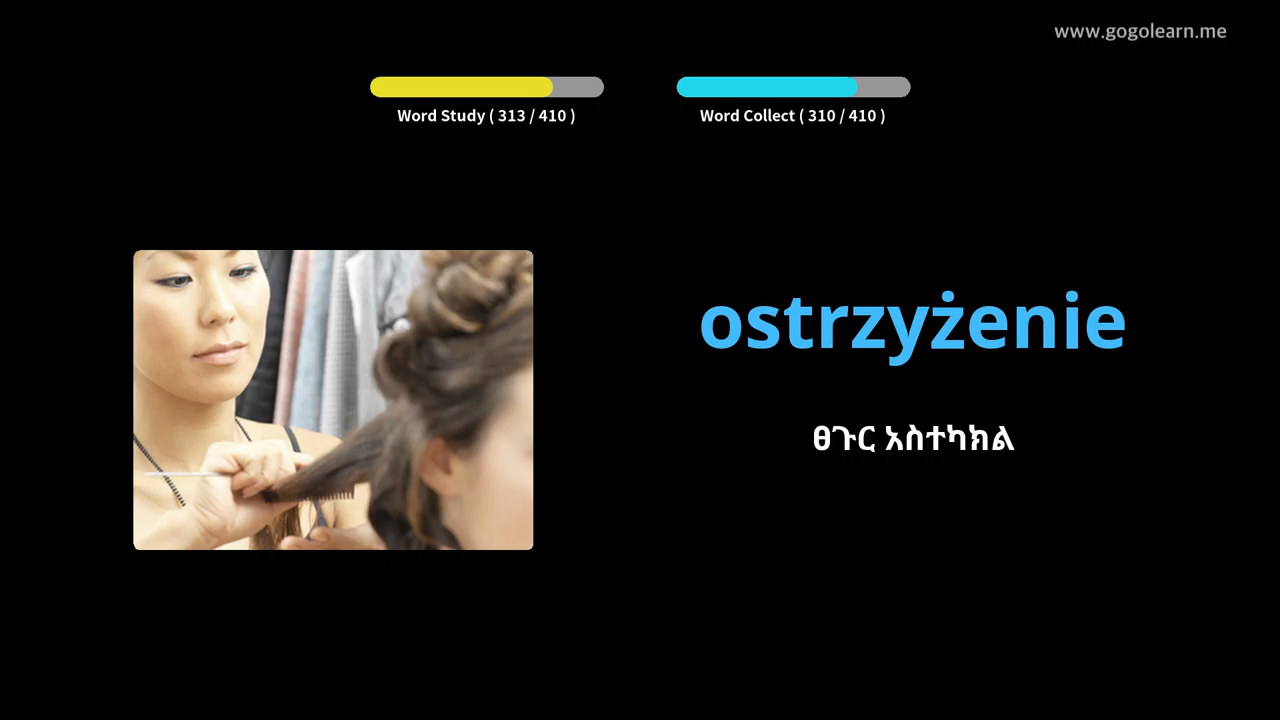 www.gogolearn.me
Word Study ( 313 / 410 )
Word Collect ( 310 / 410 )
ostrzyżenie
ፀጉር አስተካክል